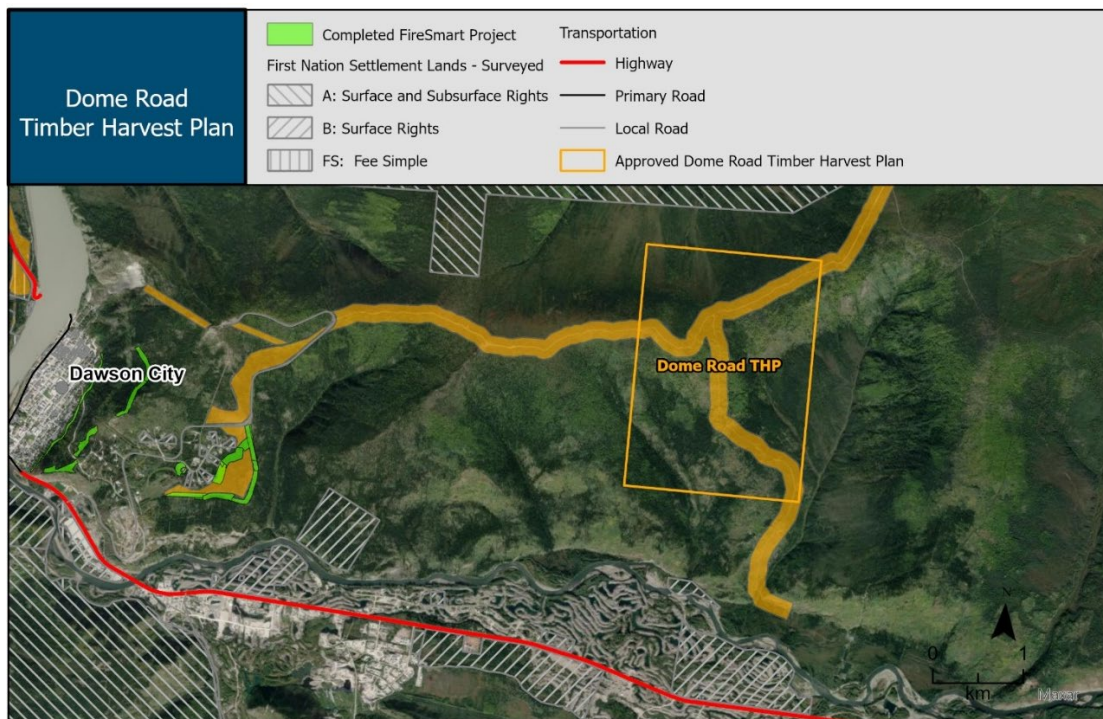 Dome Road
Timber Harvest Plan
Completed FireSmart Project
First Nation Settlement Lands - Surveyed
A: Surface and Subsurface Rights
B: Surface Rights
FS: Fee Simple
Transportation
Highway
Primary Road
Local Road
Approved Dome Road Timber Harvest Plan
Dawson City
Dome Road THP
N
0 1
km
Maxar